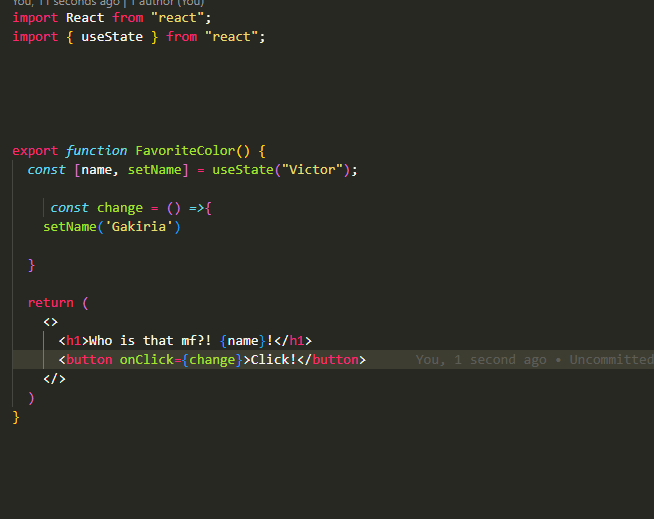 You, 11 seconds ago | 1 author (You)
import React from "react";
import { useState } from "react";
export function FavoriteColor() {
const [name, setName] = useState("Victor");
const change = () =>{
setName('Gakiria')
}
return (
<>
<h1>Who is that mf?! {name}!</h1>
<button onClick={change}>Click!</button> You, 1 second ago • Uncommitted
</>
)
}